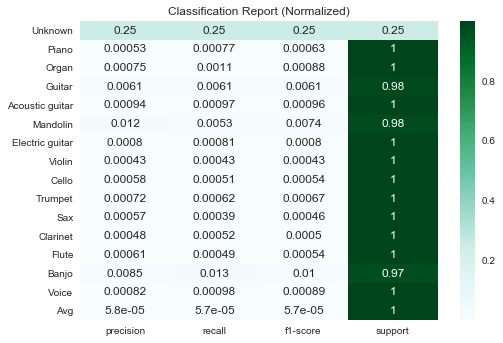 Classification Report (Normalized)
Unknown 0.25 0.25 0.25 0.25
Piano 0.00053 0.00077 0.00063 1
Organ 0.00075 0.0011 0.00088 1
Guitar 0.0061 0.0061 0.0061 0.98
Acoustic guitar 0.00094 0.00097 0.00096 1
Mandolin 0.012 0.0053 0.0074 0.98
Electric guitar 0.0008 0.00081 0.0008 1
Violin 0.00043 0.00043 0.00043 1
Cello 0.00058 0.00051 0.00054 1
Trumpet 0.00072 0.00062 0.00067 1
Sax 0.00057 0.00039 0.00046 1
Clarinet 0.00048 0.00052 0.0005 1
Flute 0.00061 0.00049 0.00054 1
Banjo 0.0085 0.013 0.01 0.97
Voice 0.00082 0.00098 0.00089 1
Avg 5.8e-05 5.7e-05 5.7e-05 1
precision recall f1-score support
0.8
0.6
0.4
0.2